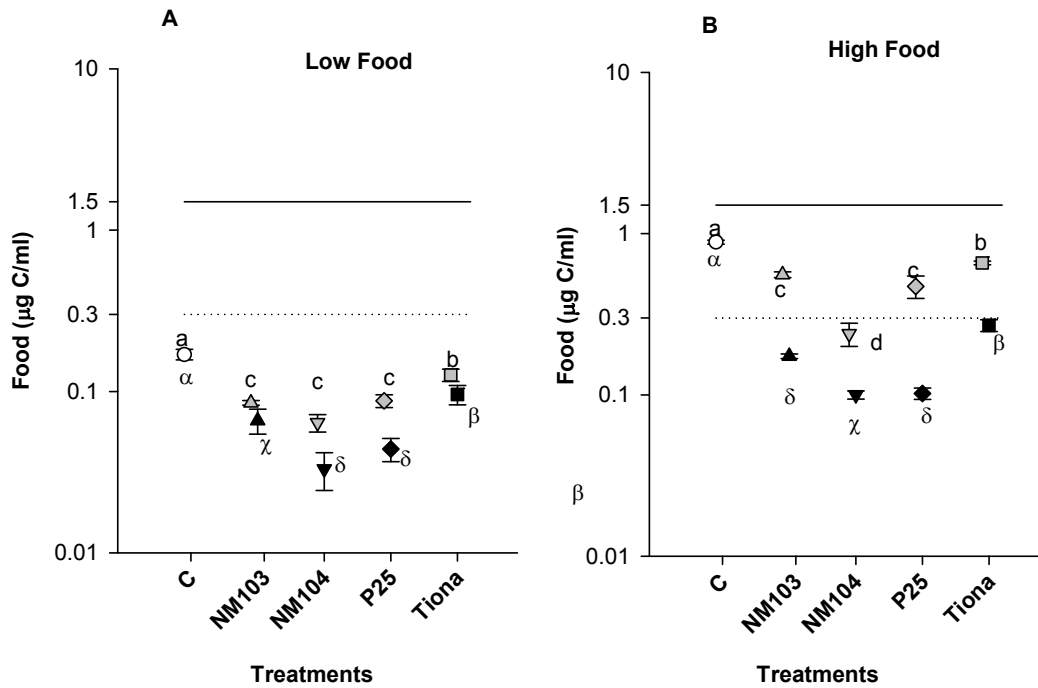 A
Low Food
10
1.5
1
0.3
0.1
0.01
Food (µg C/ml)
a
α
c
χ
c
δ
c
δ
b
β
C
NM103
NM104
P25
Tiona
Treatments
β
B
High Food
10
1.5
1
0.3
0.1
0.01
Food (µg C/ml)
a
α
c
δ
d
χ
c
δ
b
β
C
NM103
NM104
P25
Tiona
Treatments